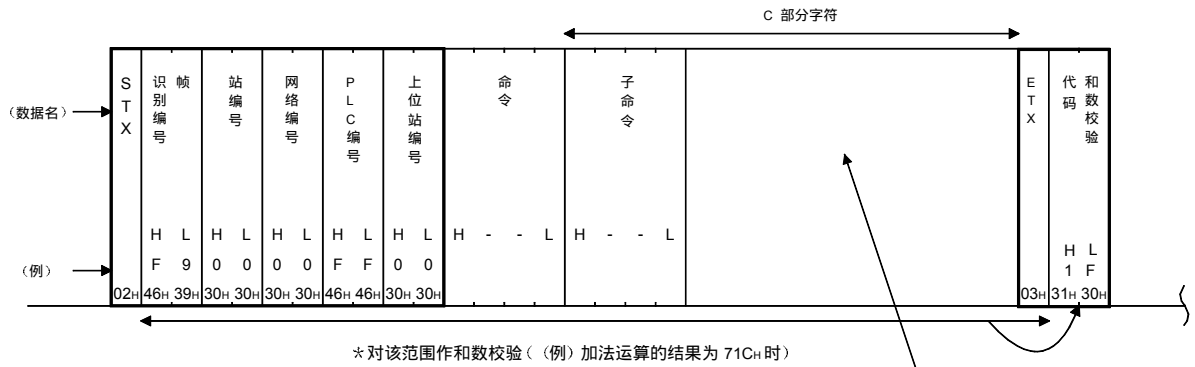 C 部分字符
(数据名)
STX
帧识别编号
站编号
网络编号
PLC编号
上位站编号
命令
子命令
ETX
和数校验代码
H L H L H L H L H L H - - L H - - L H L
(例)
F 9 0 0 0 0 F F 0 0 1 F
02H 46H 39H 30H 30H 30H 30H 46H 46H 30H 30H 03H 31H 30H
*对该范围作和数校验((例)加法运算的结果为 71CH 时)